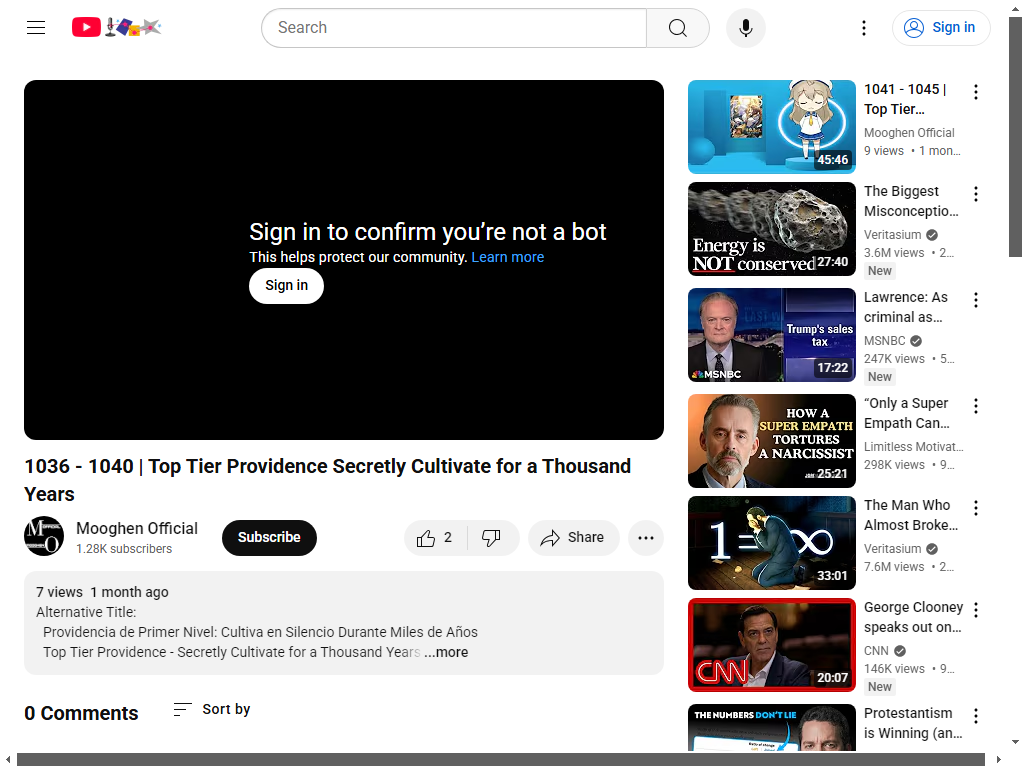 Search
Sign in
Sign in to confirm you’re not a bot
This helps protect our community. Learn more
Sign in
1036 - 1040 | Top Tier Providence Secretly Cultivate for a Thousand
Years
Mooghen Official
1.28K subscribers
Subscribe
2
Share
7 views 1 month ago
Alternative Title:
Providencia de Primer Nivel: Cultiva en Silencio Durante Miles de Años
Top Tier Providence - Secretly Cultivate for a Thousand Years ...more
0 Comments
Sort by
45:46
1041 - 1045 |
Top Tier…
Mooghen Official
9 views • 1 mon…
Energy is
NOT conserved
27:40
The Biggest
Misconceptio…
Veritasium
3.6M views • 2…
New
Trump's sales
tax
MSNBC
17:22
Lawrence: As
criminal as…
MSNBC
247K views • 5…
New
HOW A
SUPER EMPATH
TORTURES
A NARCISSIST
25:21
“Only a Super
Empath Can…
Limitless Motivat…
298K views • 9…
1 = ∞
33:01
The Man Who
Almost Broke…
Veritasium
7.6M views • 2…
CNN
20:07
George Clooney
speaks out on…
CNN
146K views • 9…
New
THE NUMBERS DON'T LIE
Protestantism
is Winning (an…